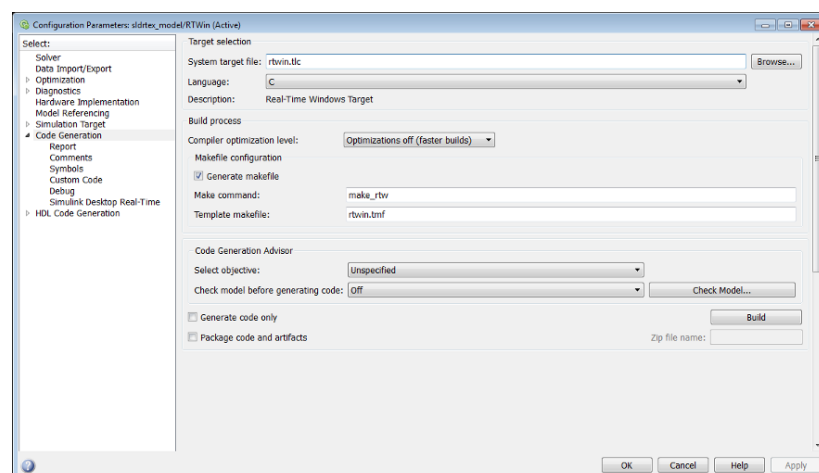 Configuration Parameters: sldrtex_model/RTWin (Active)
Select:
Solver
Data Import/Export
Optimization
Diagnostics
Hardware Implementation
Model Referencing
Simulation Target
Code Generation
Report
Comments
Symbols
Custom Code
Debug
Simulink Desktop Real-Time
HDL Code Generation
Target selection
System target file: rtwin.tlc Browse...
Language: C
Description: Real-Time Windows Target
Build process
Compiler optimization level: Optimizations off (faster builds)
Makefile configuration
Generate makefile
Make command: make_rtw
Template makefile: rtwin.tmf
Code Generation Advisor
Select objective: Unspecified
Check model before generating code: Off Check Model...
Generate code only Build
Package code and artifacts Zip file name:
OK Cancel Help Apply